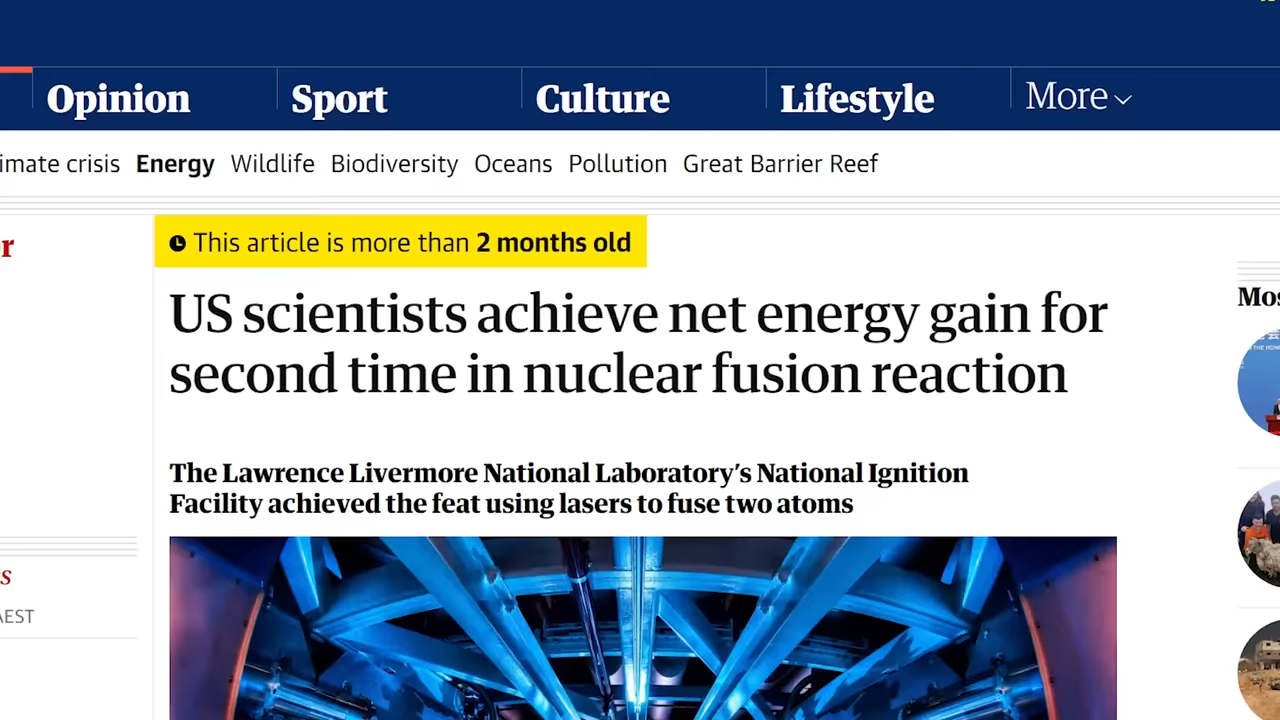 Opinion Sport Culture Lifestyle More
imate crisis Energy Wildlife Biodiversity Oceans Pollution Great Barrier Reef
r
This article is more than 2 months old
US scientists achieve net energy gain for
second time in nuclear fusion reaction
Mos
The Lawrence Livermore National Laboratory's National Ignition
Facility achieved the feat using lasers to fuse two atoms
s
AEST